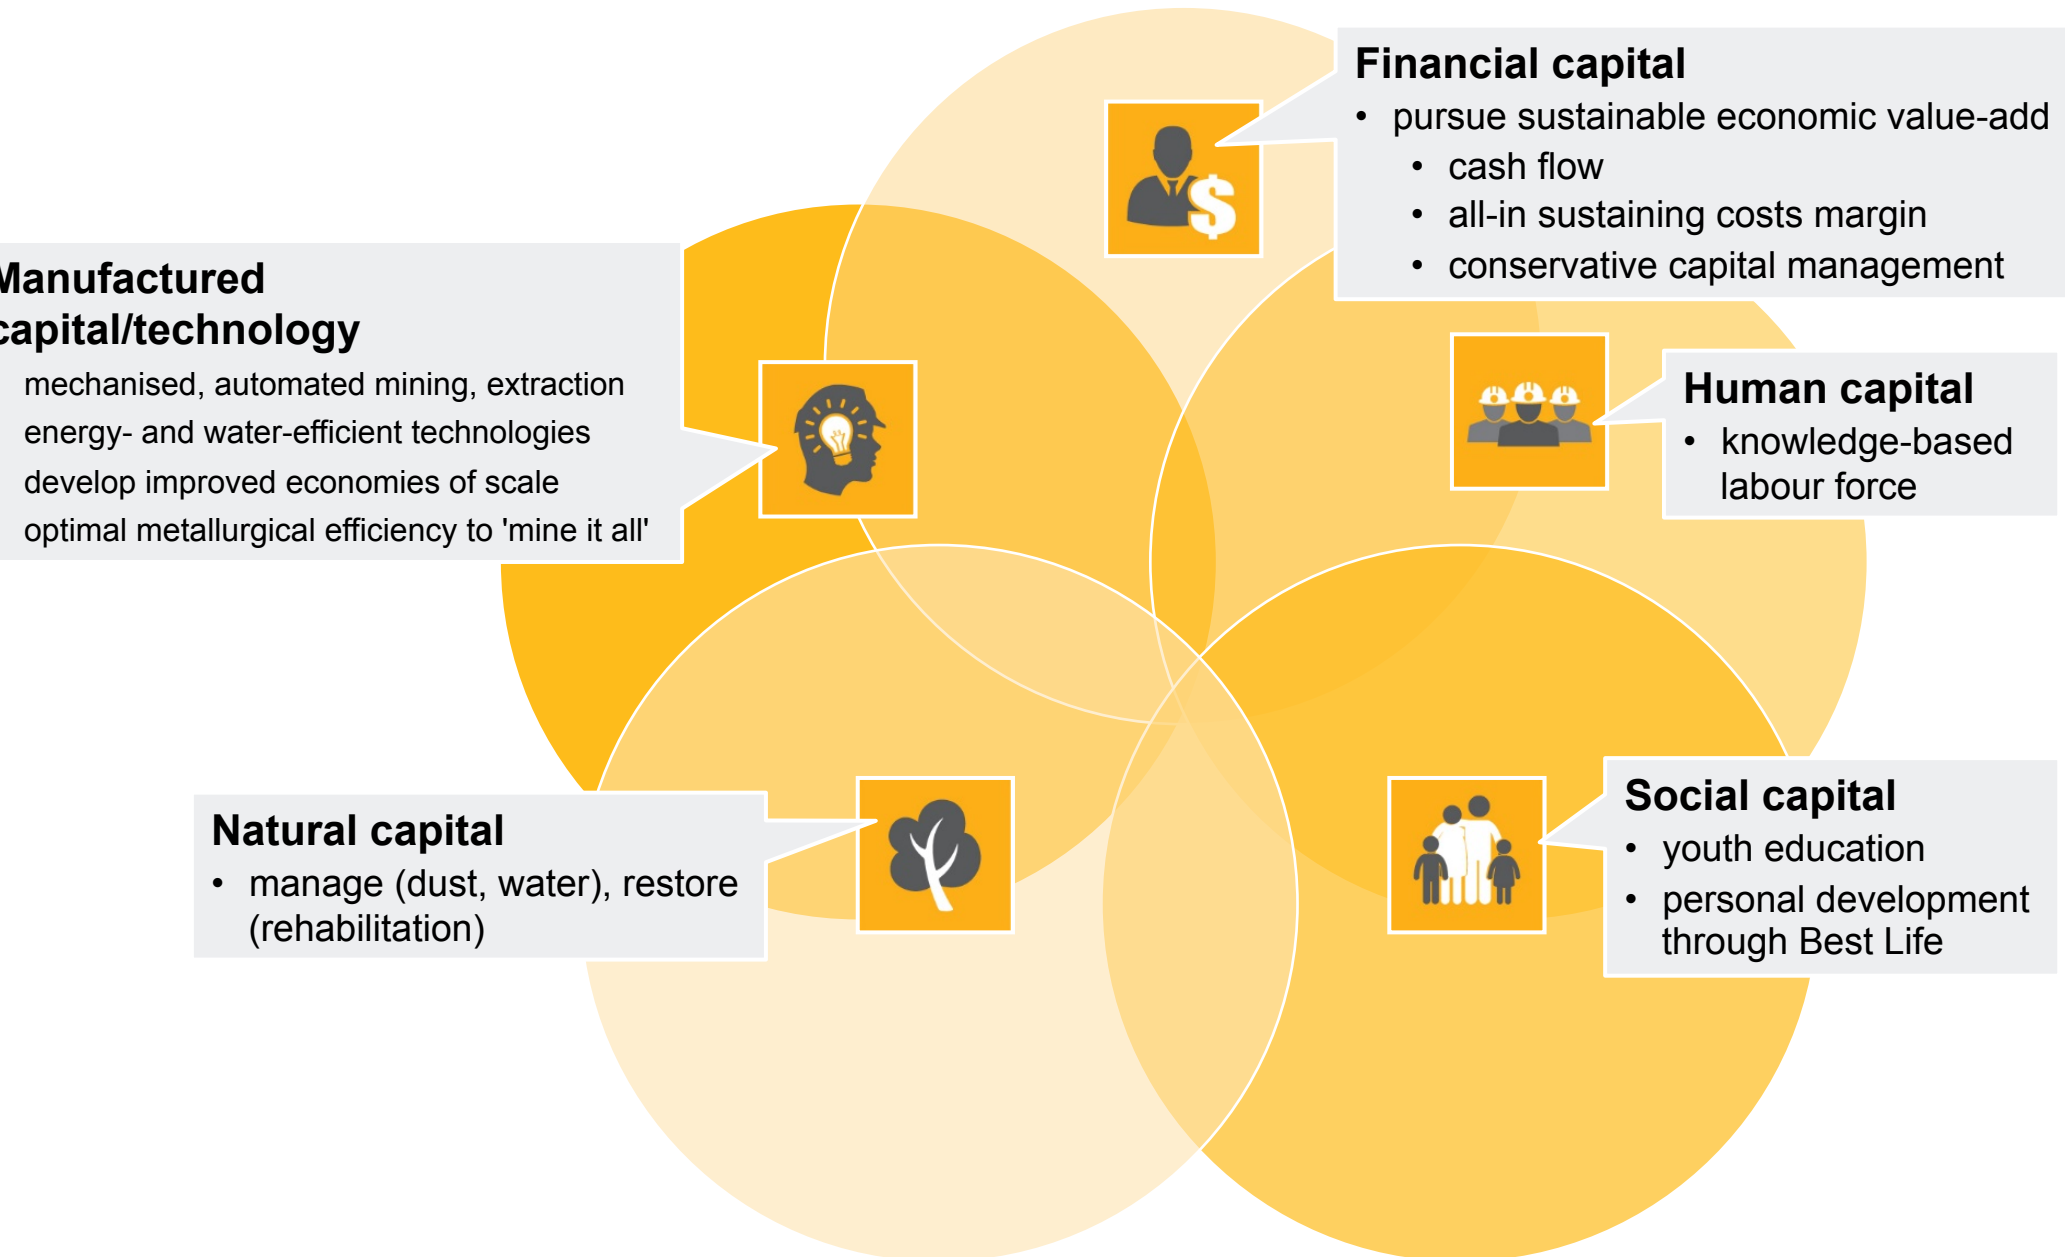 Financial capital
• pursue sustainable economic value-add
• cash flow
• all-in sustaining costs margin
• conservative capital management
Manufactured
capital/technology
mechanised, automated mining, extraction
energy- and water-efficient technologies
develop improved economies of scale
optimal metallurgical efficiency to 'mine it all'
Human capital
• knowledge-based
labour force
Natural capital
• manage (dust, water), restore
(rehabilitation)
Social capital
• youth education
• personal development
through Best Life
$